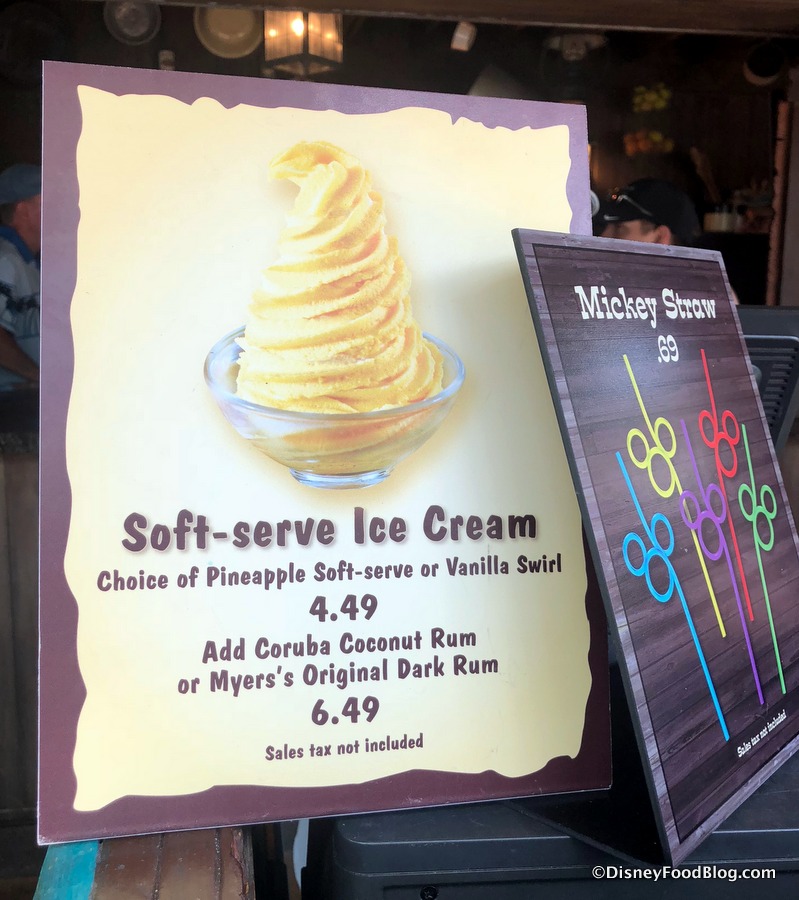 Soft-serve Ice Cream
Choice of Pineapple Soft-serve or Vanilla Swirl
4.49
Add Coruba Coconut Rum
or Myers's Original Dark Rum
6.49
Sales tax not included
Mickey Straw
.69
Sales tax not included
©DisneyFoodBlog.com